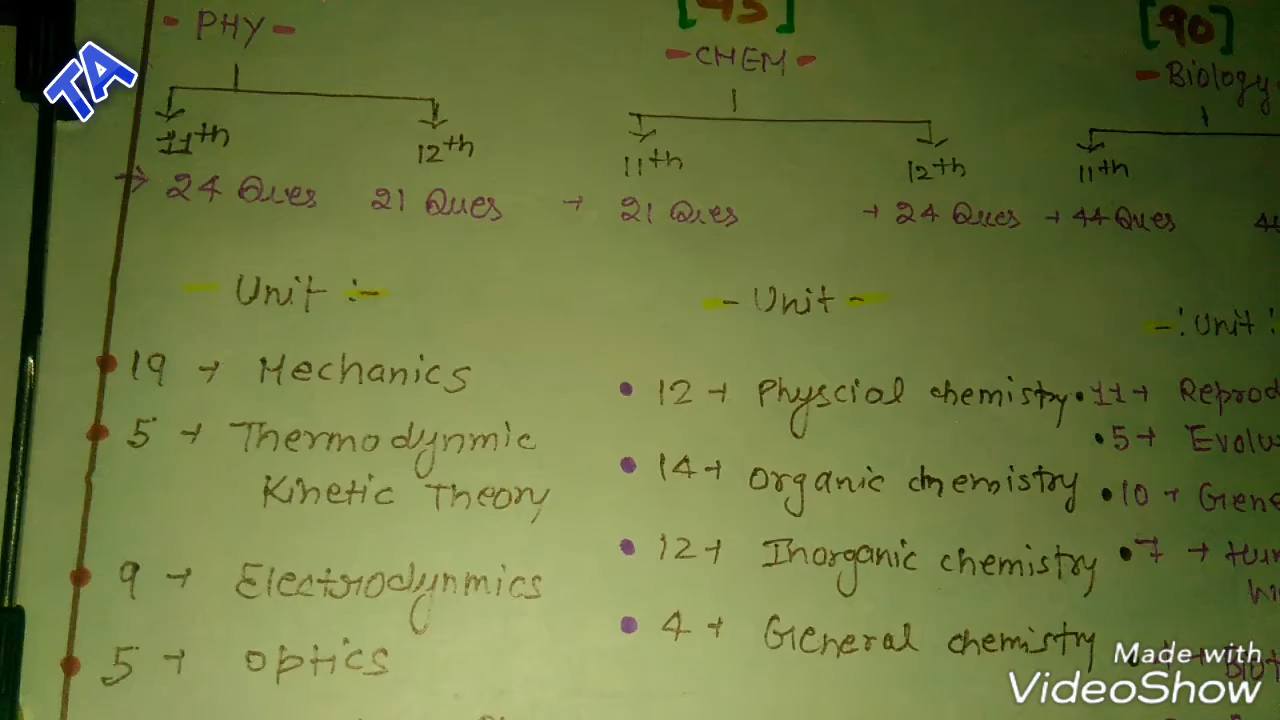 TA
- PHY -
11th 12th
→ 24 Ques 21 Ques
- Unit :-
19 → Mechanics
5 → Thermodynmic
Kinetic Theory
9 → Electrodynmics
5 → optics
[45]
- CHEM -
11th 12th
→ 21 Ques → 24 Ques
- Unit -
• 12 → Physcial chemistry
• 14 → organic chemistry
• 12 → Inorganic chemistry
• 4 → General chemistry
[90]
- Biology
11th
→ 44 Ques
- : Unit :
• 11 → Reprod
• 5 → Evolu
• 10 → Gene
• 7 → Hum
Made with
VideoShow